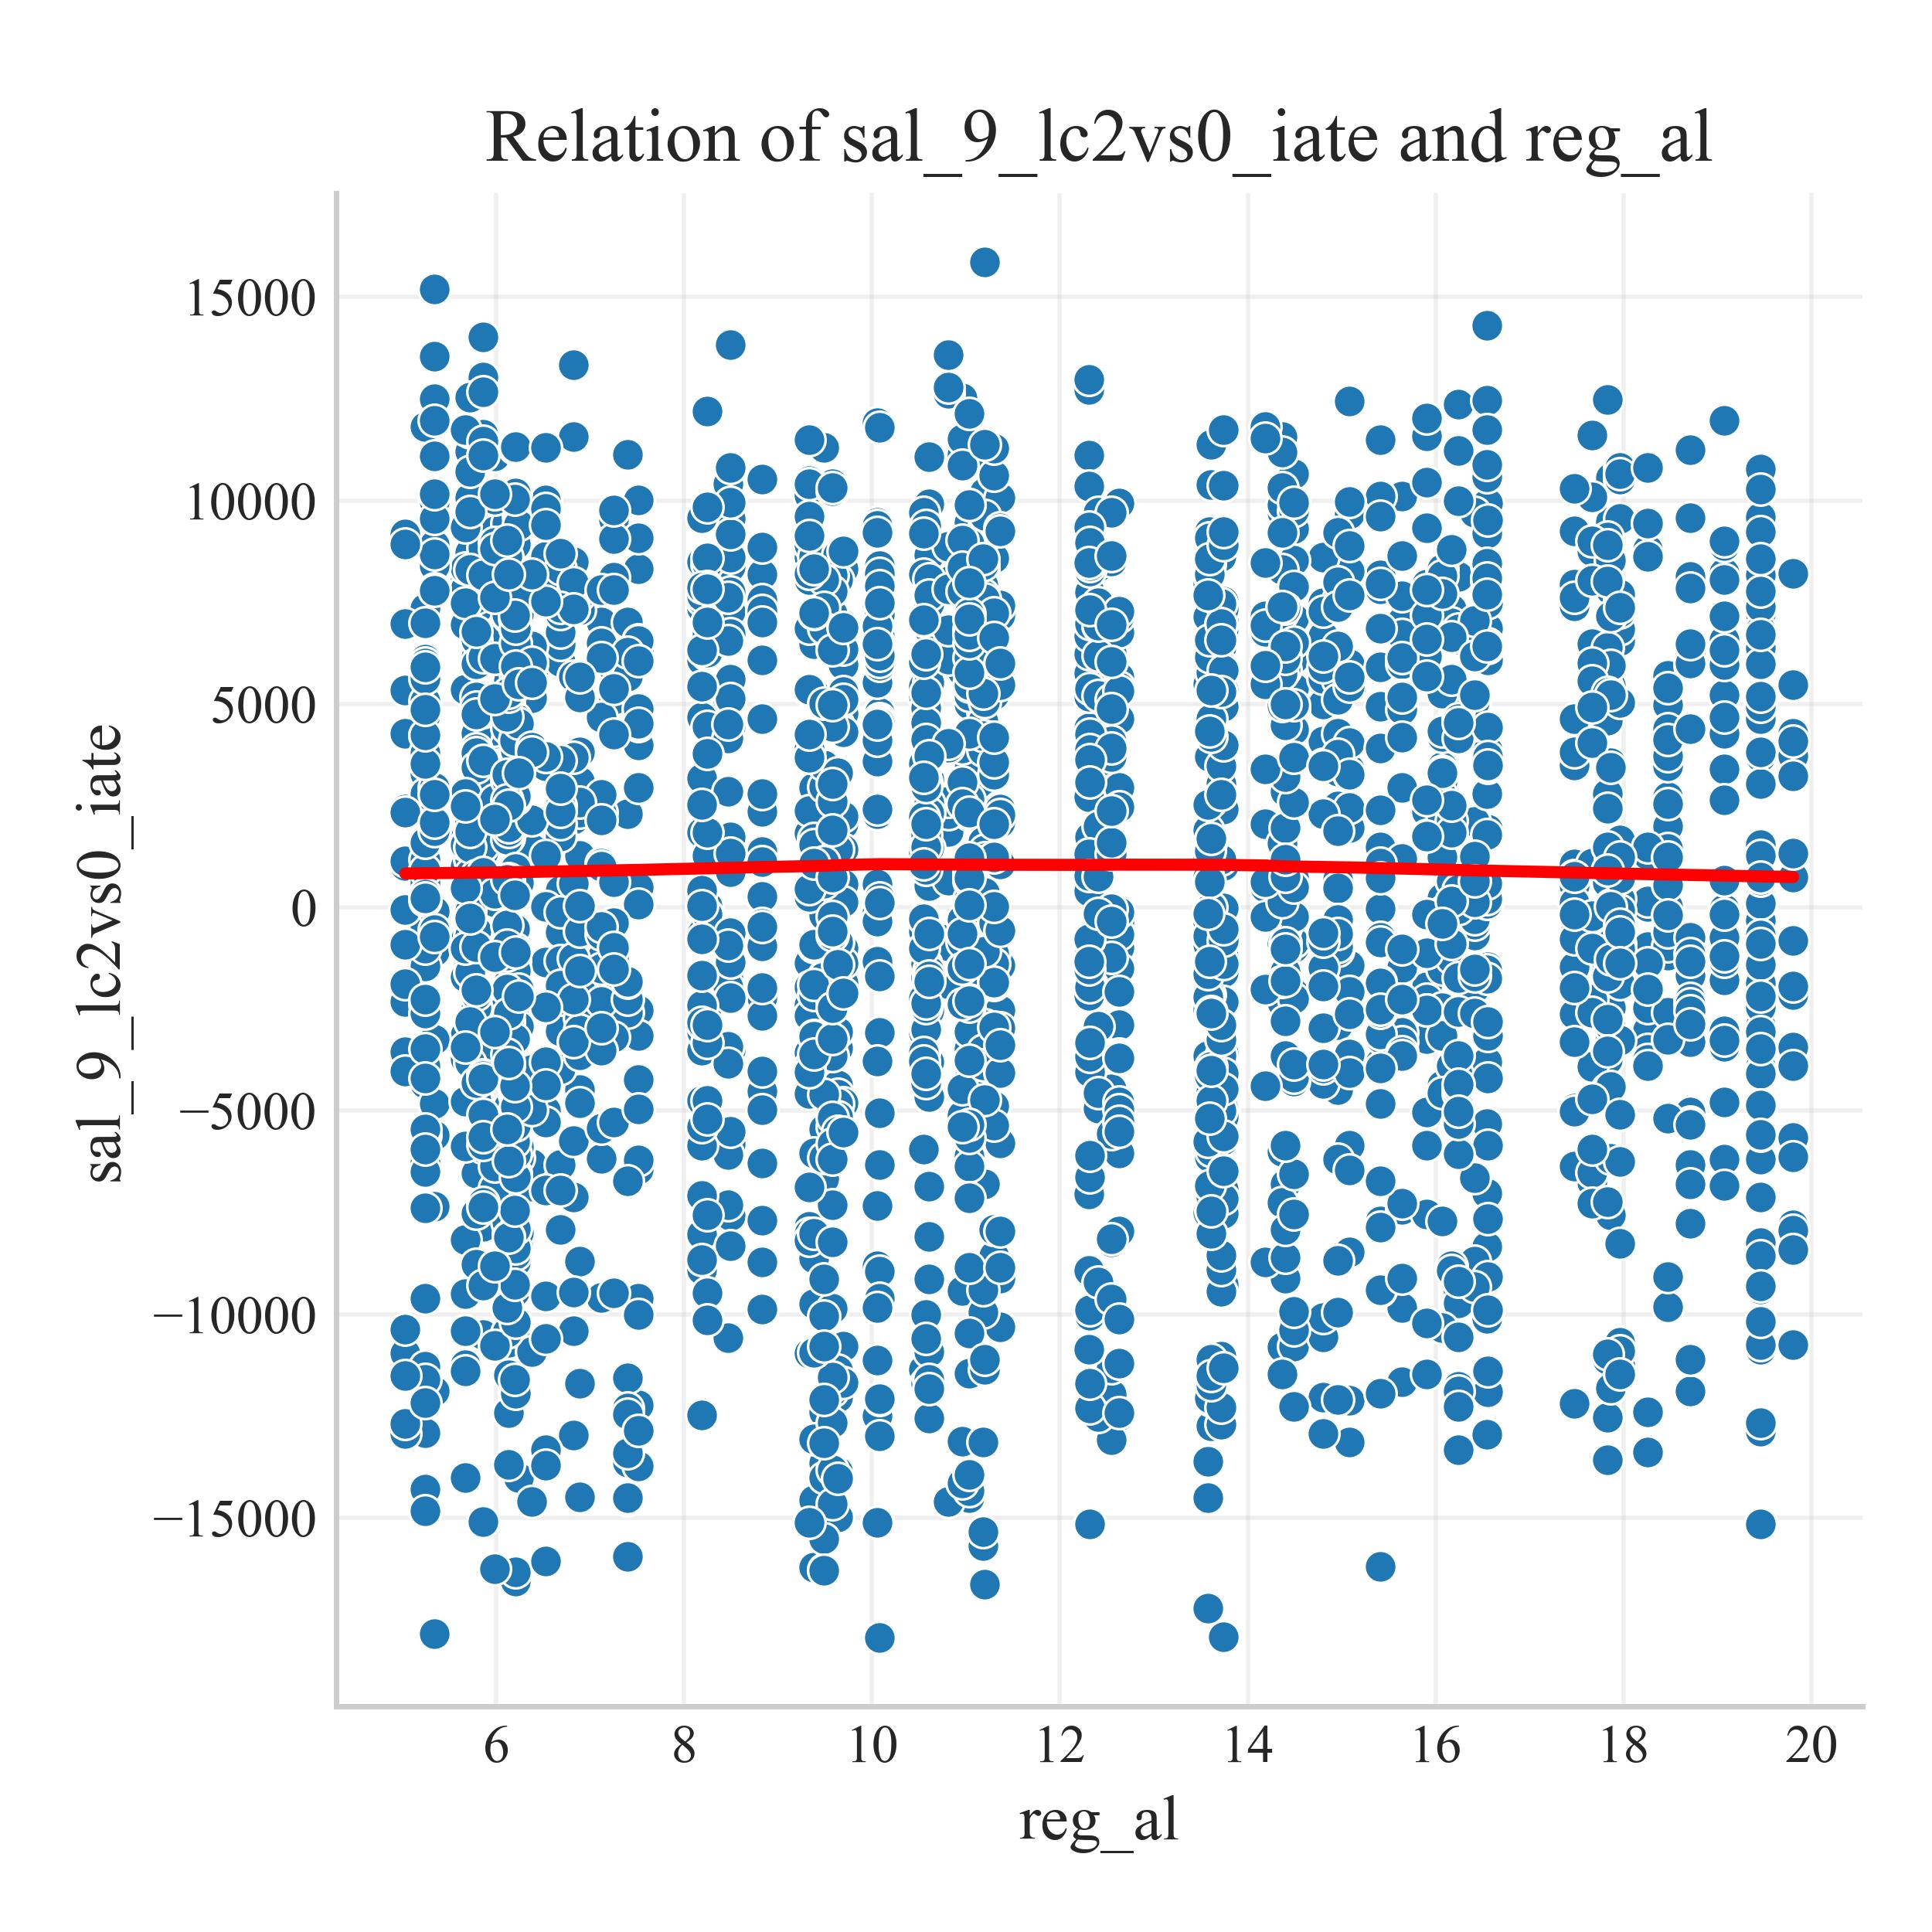 Relation of sal_9_lc2vs0_iate and reg_al
sal_9_lc2vs0_iate
15000
10000
5000
0
−5000
−10000
−15000
6 8 10 12 14 16 18 20
reg_al